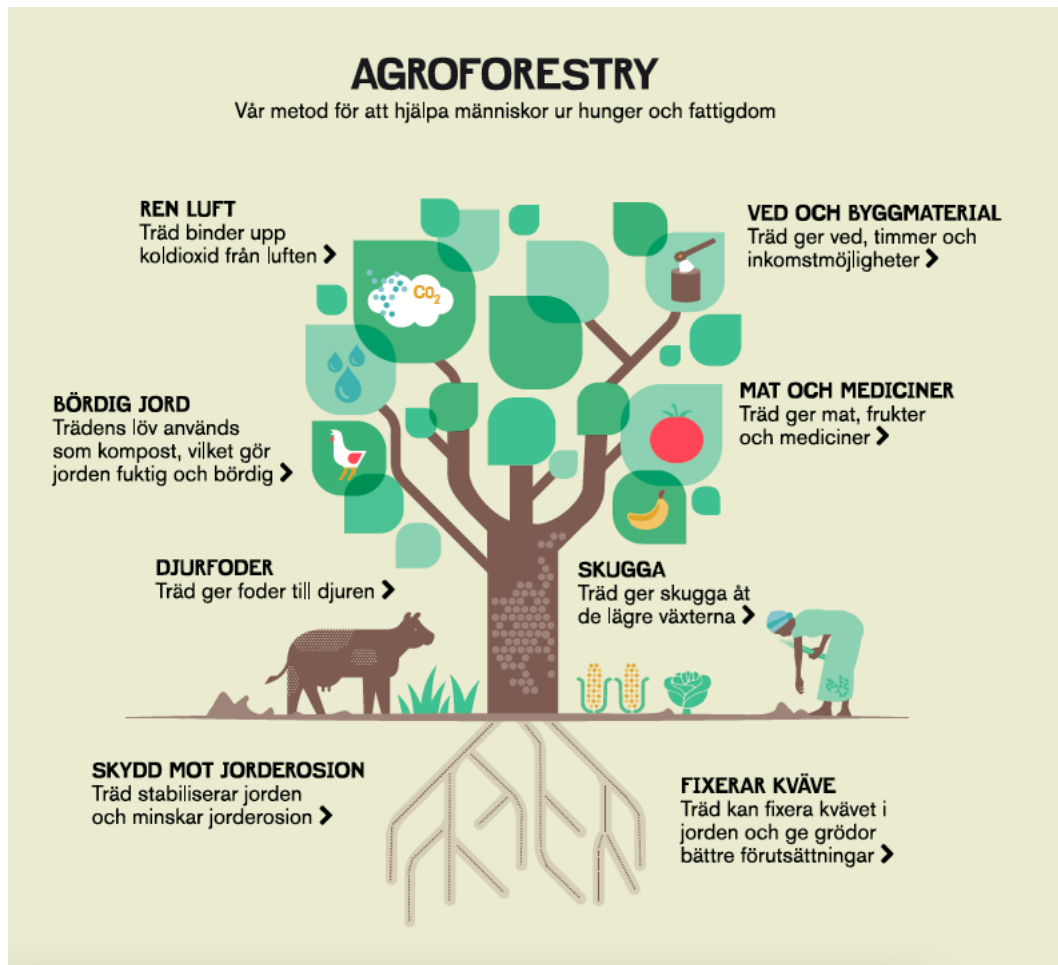 AGROFORESTRY
Vår metod för att hjälpa människor ur hunger och fattigdom
REN LUFT
Träd binder upp
koldioxid från luften
CO₂
VED OCH BYGGMATERIAL
Träd ger ved, timmer och
inkomstmöjligheter
BÖRDIG JORD
Trädens löv används
som kompost, vilket gör
jorden fuktig och bördig
MAT OCH MEDICINER
Träd ger mat, frukter
och mediciner
DJURFODER
Träd ger foder till djuren
SKUGGA
Träd ger skugga åt
de lägre växterna
SKYDD MOT JORDEROSION
Träd stabiliserar jorden
och minskar jorderosion
FIXERAR KVÄVE
Träd kan fixera kvävet i
jorden och ge grödor
bättre förutsättningar